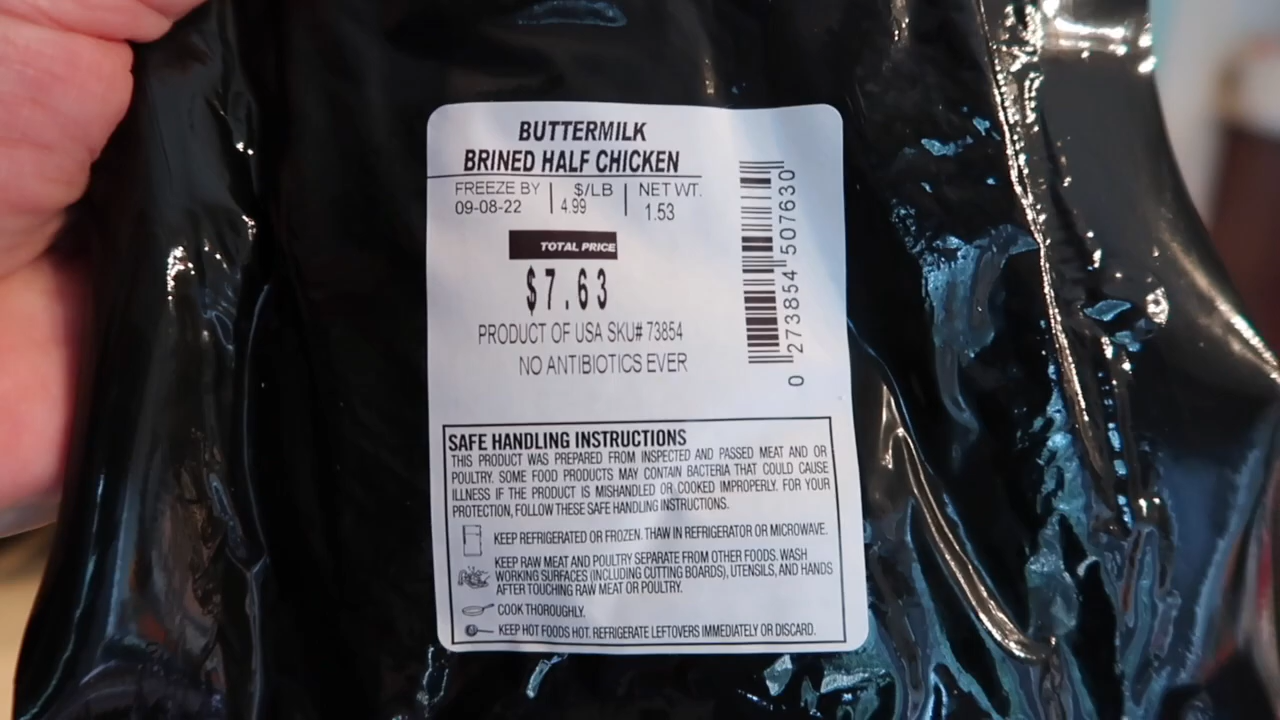 BUTTERMILK
BRINED HALF CHICKEN
FREEZE BY | $/LB | NET WT.
09-08-22 | 4.99 | 1.53
TOTAL PRICE
$7.63
PRODUCT OF USA SKU# 73854
NO ANTIBIOTICS EVER
0 273854 507630
SAFE HANDLING INSTRUCTIONS
THIS PRODUCT WAS PREPARED FROM INSPECTED AND PASSED MEAT AND OR
POULTRY. SOME FOOD PRODUCTS MAY CONTAIN BACTERIA THAT COULD CAUSE
ILLNESS IF THE PRODUCT IS MISHANDLED OR COOKED IMPROPERLY. FOR YOUR
PROTECTION, FOLLOW THESE SAFE HANDLING INSTRUCTIONS.
KEEP REFRIGERATED OR FROZEN. THAW IN REFRIGERATOR OR MICROWAVE.
KEEP RAW MEAT AND POULTRY SEPARATE FROM OTHER FOODS. WASH
WORKING SURFACES (INCLUDING CUTTING BOARDS), UTENSILS, AND HANDS
AFTER TOUCHING RAW MEAT OR POULTRY.
COOK THOROUGHLY.
KEEP HOT FOODS HOT. REFRIGERATE LEFTOVERS IMMEDIATELY OR DISCARD.